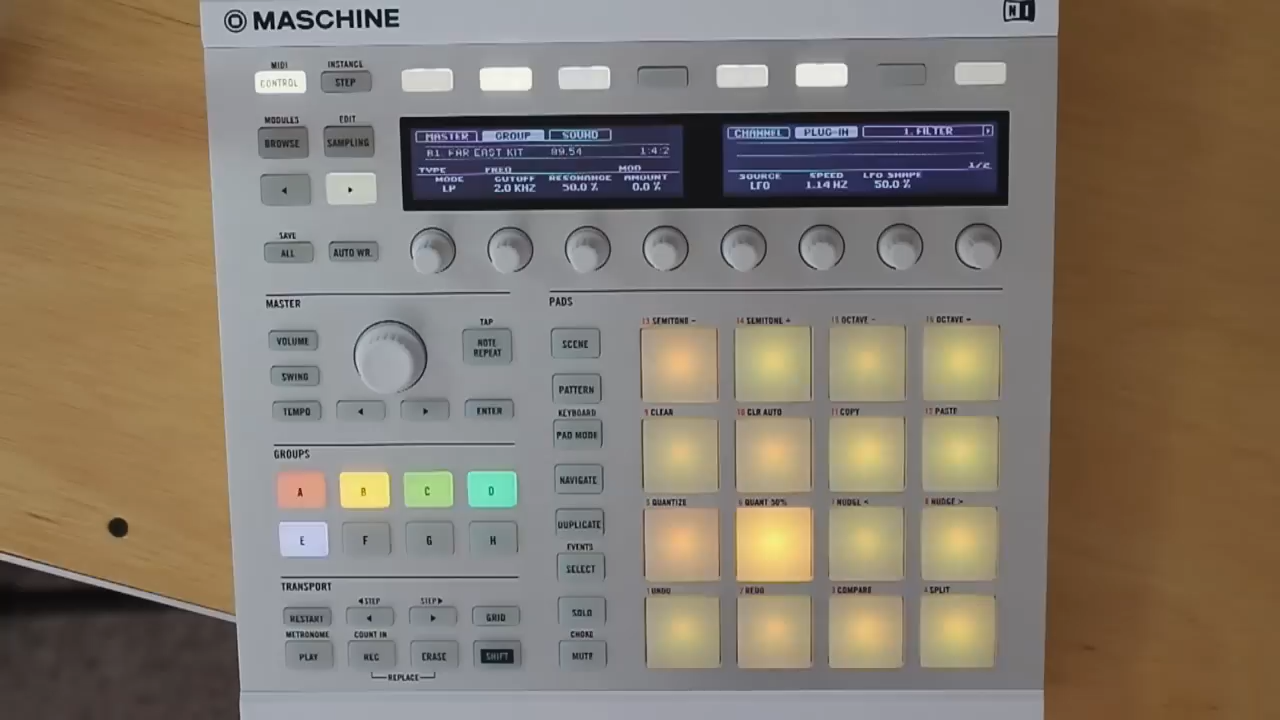 MASCHINE
NI
MIDI
CONTROL
INSTANCE
STEP
MODULES
BROWSE
EDIT
SAMPLING
SAVE
ALL
AUTO WR.
MASTER GROUP SOUND
B1 FAR EAST KIT 89.54 1:4:2
TYPE FREQ MOD
MODE CUTOFF RESONANCE AMOUNT
LP 2.0 KHZ 50.0 % 0.0 %
CHANNEL PLUG-IN 1. FILTER
1/2
SOURCE SPEED LFO SHAPE
LFO 1.14 HZ 50.0 %
MASTER
VOLUME
SWING
TEMPO
TAP
NOTE
REPEAT
ENTER
GROUPS
A B C D
E F G H
TRANSPORT
◀STEP STEP▶
RESTART GRID
METRONOME COUNT IN
PLAY REC ERASE SHIFT
REPLACE
PADS
SCENE
PATTERN
KEYBOARD
PAD MODE
NAVIGATE
DUPLICATE
EVENTS
SELECT
SOLO
CHOKE
MUTE
13 SEMITONE - 14 SEMITONE + 15 OCTAVE - 16 OCTAVE +
9 CLEAR 10 CLR AUTO 11 COPY 12 PASTE
5 QUANTIZE 6 QUANT 50% 7 NUDGE < 8 NUDGE >
1 UNDO 2 REDO 3 COMPARE 4 SPLIT